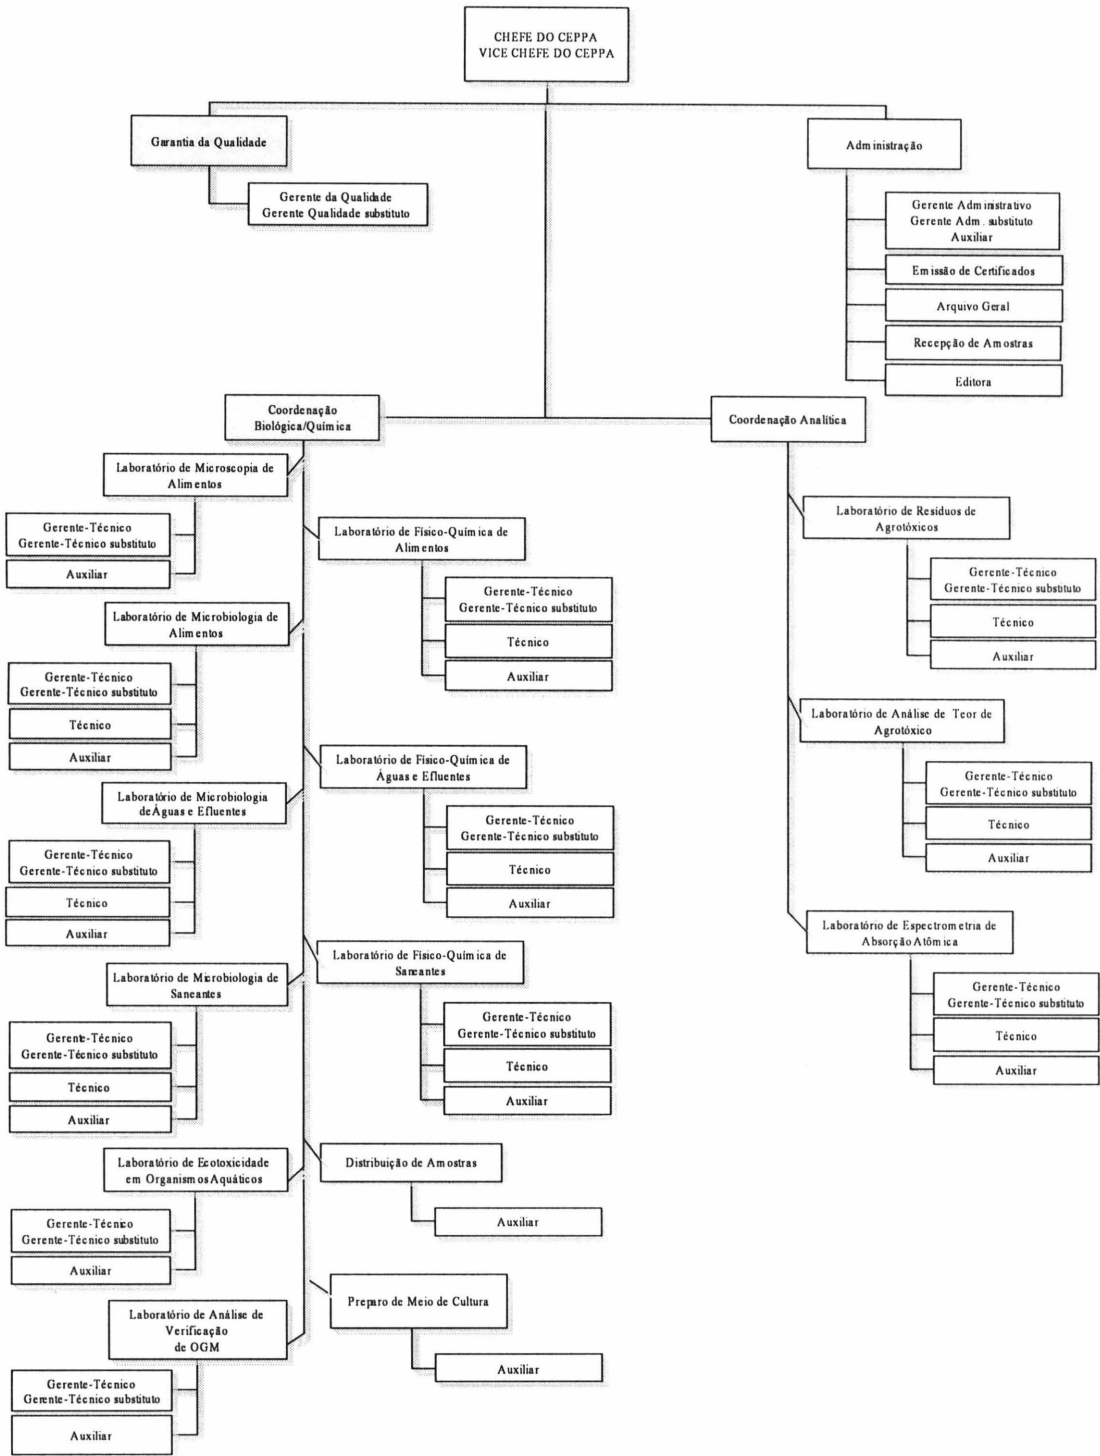 CHEFE DO CEPPA
VICE CHEFE DO CEPPA
Garantia da Qualidade
Gerente da Qualidade
Gerente Qualidade substituto
Administração
Gerente Administrativo
Gerente Adm. substituto
Auxiliar
Emissão de Certificados
Arquivo Geral
Recepção de Amostras
Editora
Coordenação
Biológica/Química
Laboratório de Microscopia de
Alimentos
Gerente-Técnico
Gerente-Técnico substituto
Auxiliar
Laboratório de Microbiologia de
Alimentos
Gerente-Técnico
Gerente-Técnico substituto
Técnico
Auxiliar
Laboratório de Microbiologia
de Águas e Efluentes
Gerente-Técnico
Gerente-Técnico substituto
Técnico
Auxiliar
Laboratório de Microbiologia de
Saneantes
Gerente-Técnico
Gerente-Técnico substituto
Técnico
Auxiliar
Laboratório de Ecotoxicidade
em Organismos Aquáticos
Gerente-Técnico
Gerente-Técnico substituto
Auxiliar
Laboratório de Análise de
Verificação
de OGM
Gerente-Técnico
Gerente-Técnico substituto
Auxiliar
Laboratório de Físico-Química de
Alimentos
Gerente-Técnico
Gerente-Técnico substituto
Técnico
Auxiliar
Laboratório de Físico-Química de
Águas e Efluentes
Gerente-Técnico
Gerente-Técnico substituto
Técnico
Auxiliar
Laboratório de Físico-Química de
Saneantes
Gerente-Técnico
Gerente-Técnico substituto
Técnico
Auxiliar
Distribuição de Amostras
Auxiliar
Preparo de Meio de Cultura
Auxiliar
Coordenação Analítica
Laboratório de Resíduos de
Agrotóxicos
Gerente-Técnico
Gerente-Técnico substituto
Técnico
Auxiliar
Laboratório de Análise de Teor de
Agrotóxico
Gerente-Técnico
Gerente-Técnico substituto
Técnico
Auxiliar
Laboratório de Espectrometria de
Absorção Atômica
Gerente-Técnico
Gerente-Técnico substituto
Técnico
Auxiliar